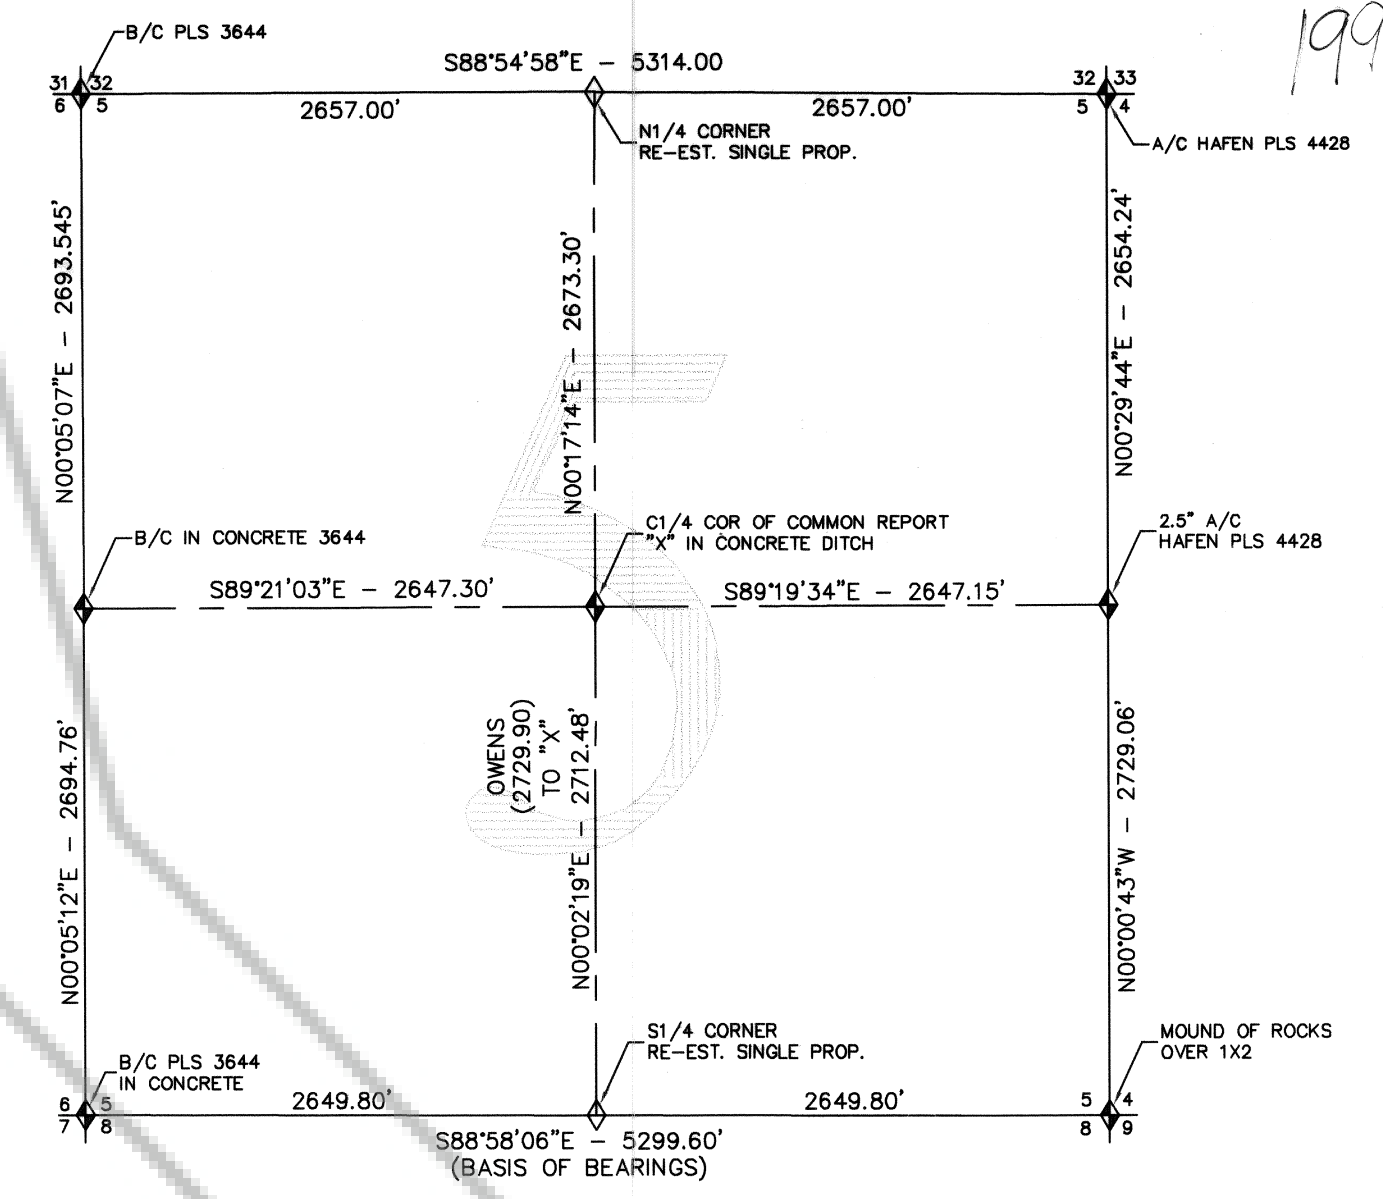 199
B/C PLS 3644
S88°54'58"E – 5314.00
31 32
6 5
2657.00'
2657.00'
32 33
5 4
N1/4 CORNER
RE-EST. SINGLE PROP.
A/C HAFEN PLS 4428
N00°05'07"E – 2693.545'
N00°17'14"E – 2673.30'
N00°29'44"E – 2654.24'
5
B/C IN CONCRETE 3644
C1/4 COR OF COMMON REPORT
"X" IN CONCRETE DITCH
2.5" A/C
HAFEN PLS 4428
S89°21'03"E – 2647.30'
S89°19'34"E – 2647.15'
N00°05'12"E – 2694.76'
OWENS
(2729.90)
TO "X"
N00°02'19"E – 2712.48'
N00°00'43"W – 2729.06'
B/C PLS 3644
IN CONCRETE
S1/4 CORNER
RE-EST. SINGLE PROP.
MOUND OF ROCKS
OVER 1X2
6 5
7 8
2649.80'
2649.80'
5 4
8 9
S88°58'06"E – 5299.60'
(BASIS OF BEARINGS)